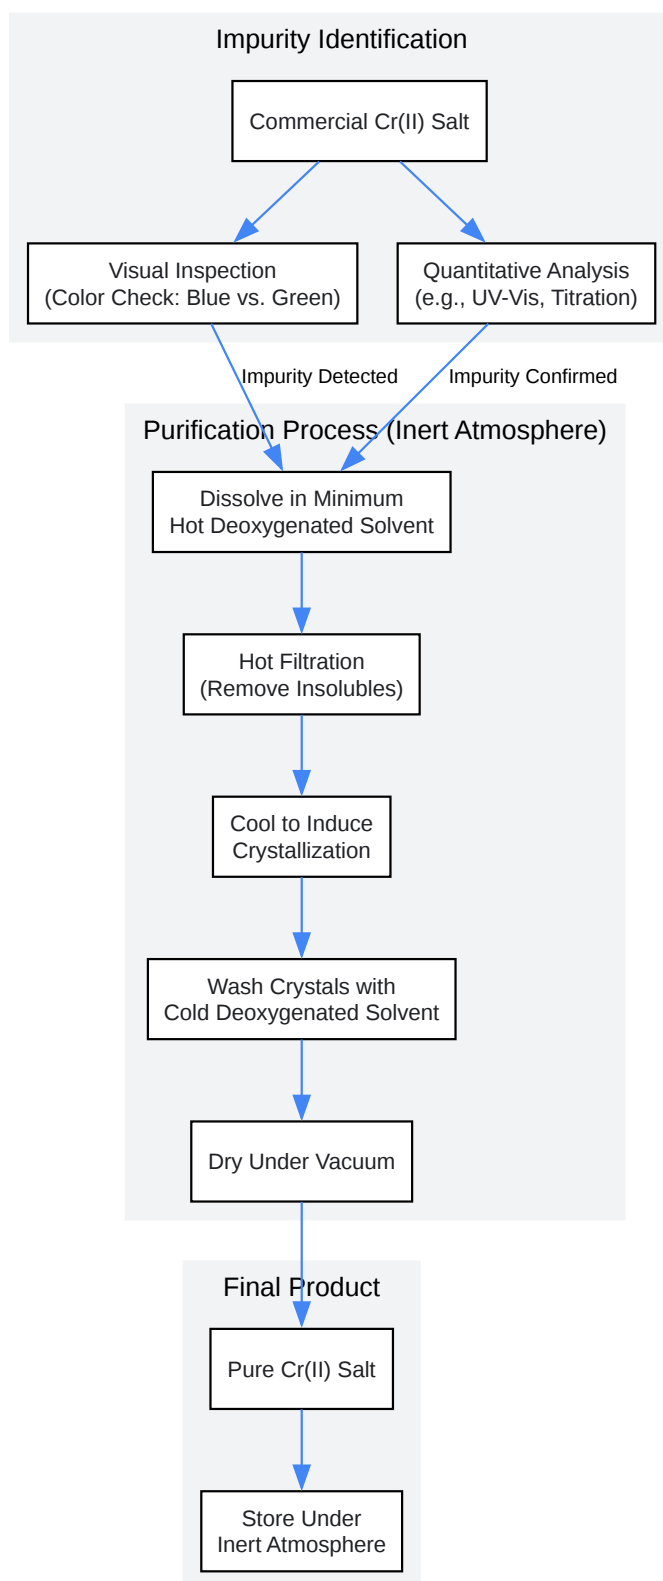 Impurity Identification
Commercial Cr(II) Salt
Visual Inspection
(Color Check: Blue vs. Green)
Quantitative Analysis
(e.g., UV-Vis, Titration)
Impurity Detected
Impurity Confirmed
Purification Process (Inert Atmosphere)
Dissolve in Minimum
Hot Deoxygenated Solvent
Hot Filtration
(Remove Insolubles)
Cool to Induce
Crystallization
Wash Crystals with
Cold Deoxygenated Solvent
Dry Under Vacuum
Final Product
Pure Cr(II) Salt
Store Under
Inert Atmosphere